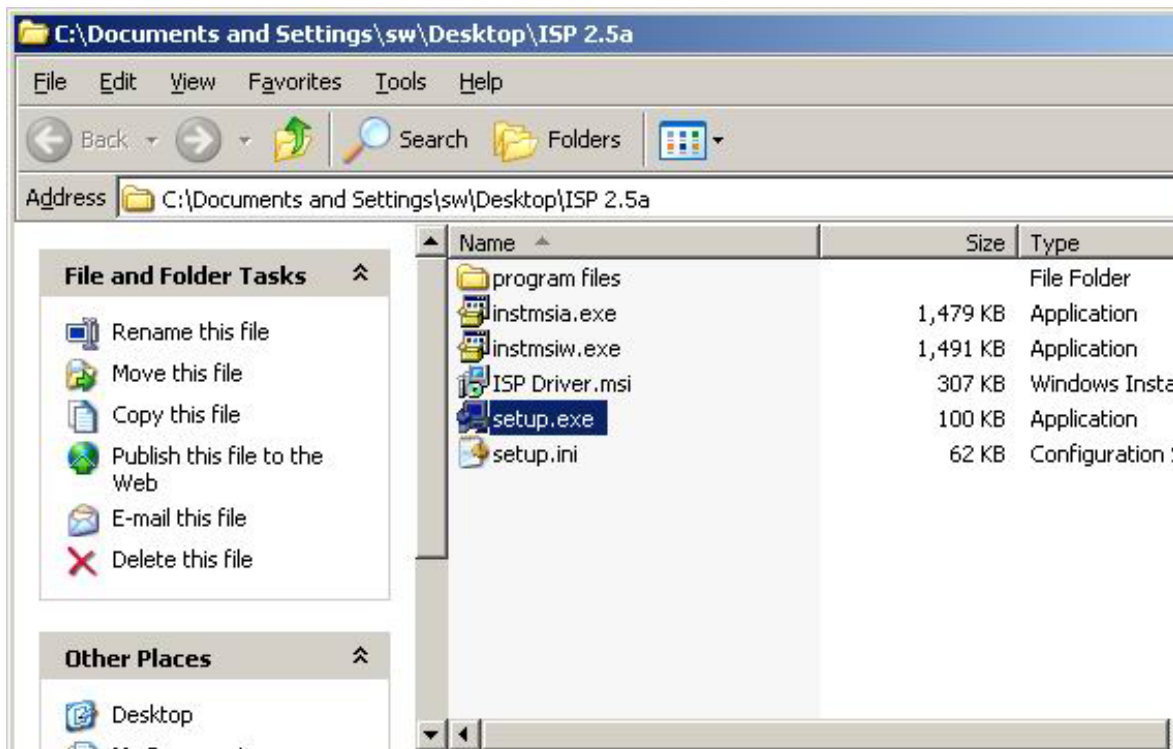 C:\Documents and Settings\sw\Desktop\ISP 2.5a
File Edit View Favorites Tools Help
Back Search Folders
Address C:\Documents and Settings\sw\Desktop\ISP 2.5a
Name Size Type
File and Folder Tasks
Rename this file
Move this file
Copy this file
Publish this file to the
Web
E-mail this file
Delete this file
Other Places
Desktop
program files File Folder
instmsia.exe 1,479 KB Application
instmsiw.exe 1,491 KB Application
ISP Driver.msi 307 KB Windows Insta
setup.exe 100 KB Application
setup.ini 62 KB Configuration